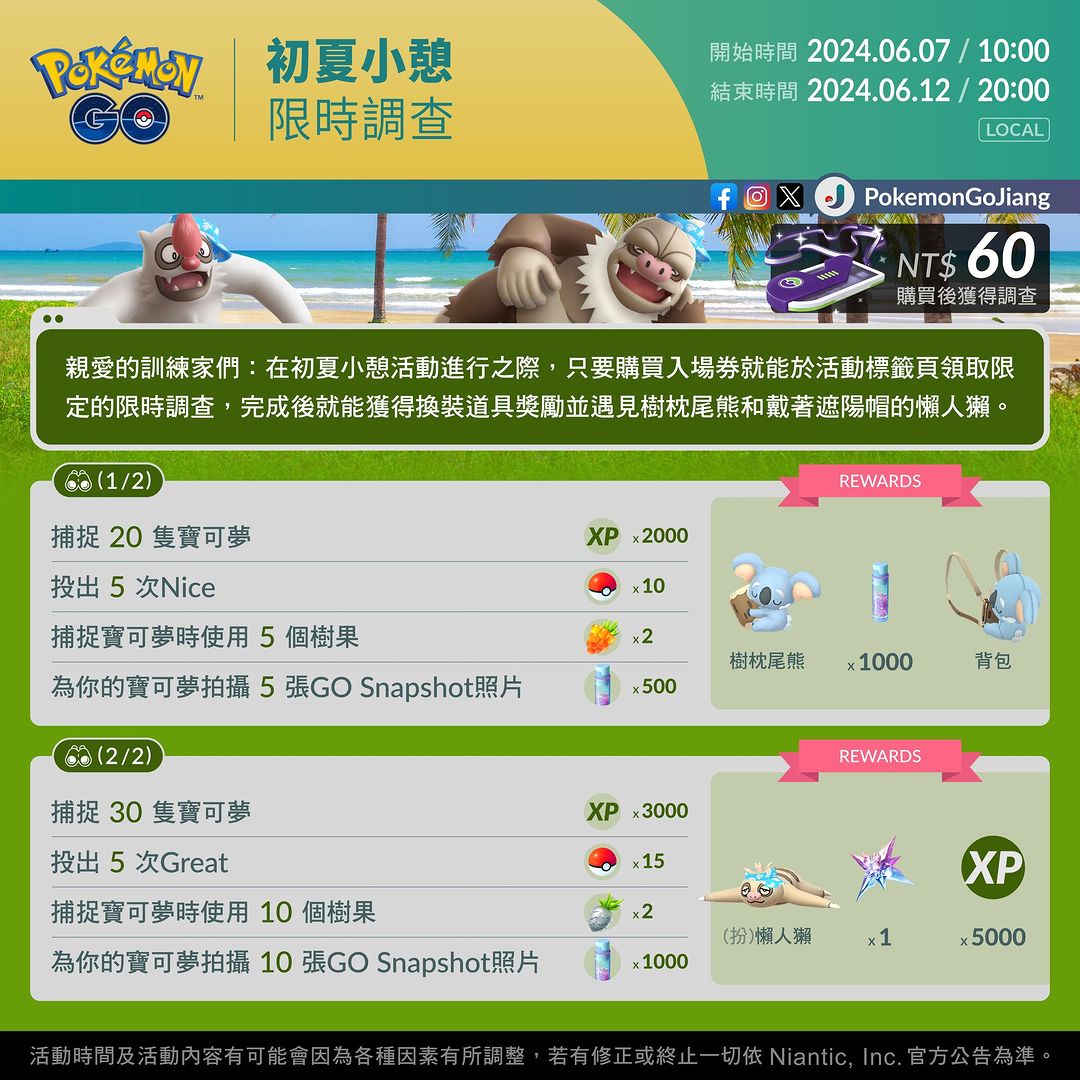 POKéMON
GO
TM
初夏小憩
限時調查
開始時間 2024.06.07 / 10:00
結束時間 2024.06.12 / 20:00
LOCAL
PokemonGoJiang
NT$ 60
購買後獲得調查
親愛的訓練家們：在初夏小憩活動進行之際，只要購買入場券就能於活動標籤頁領取限
定的限時調查，完成後就能獲得換裝道具獎勵並遇見樹枕尾熊和戴著遮陽帽的懶人獺。
(1/2)
REWARDS
捕捉 20 隻寶可夢 XP x2000
投出 5 次Nice x10
捕捉寶可夢時使用 5 個樹果 x2
為你的寶可夢拍攝 5 張GO Snapshot照片 x500
樹枕尾熊 x1000 背包
(2/2)
REWARDS
捕捉 30 隻寶可夢 XP x3000
投出 5 次Great x15
捕捉寶可夢時使用 10 個樹果 x2
為你的寶可夢拍攝 10 張GO Snapshot照片 x1000
XP
(扮)懶人獺 x1 x5000
活動時間及活動內容有可能會因為各種因素有所調整，若有修正或終止一切依 Niantic, Inc. 官方公告為準。